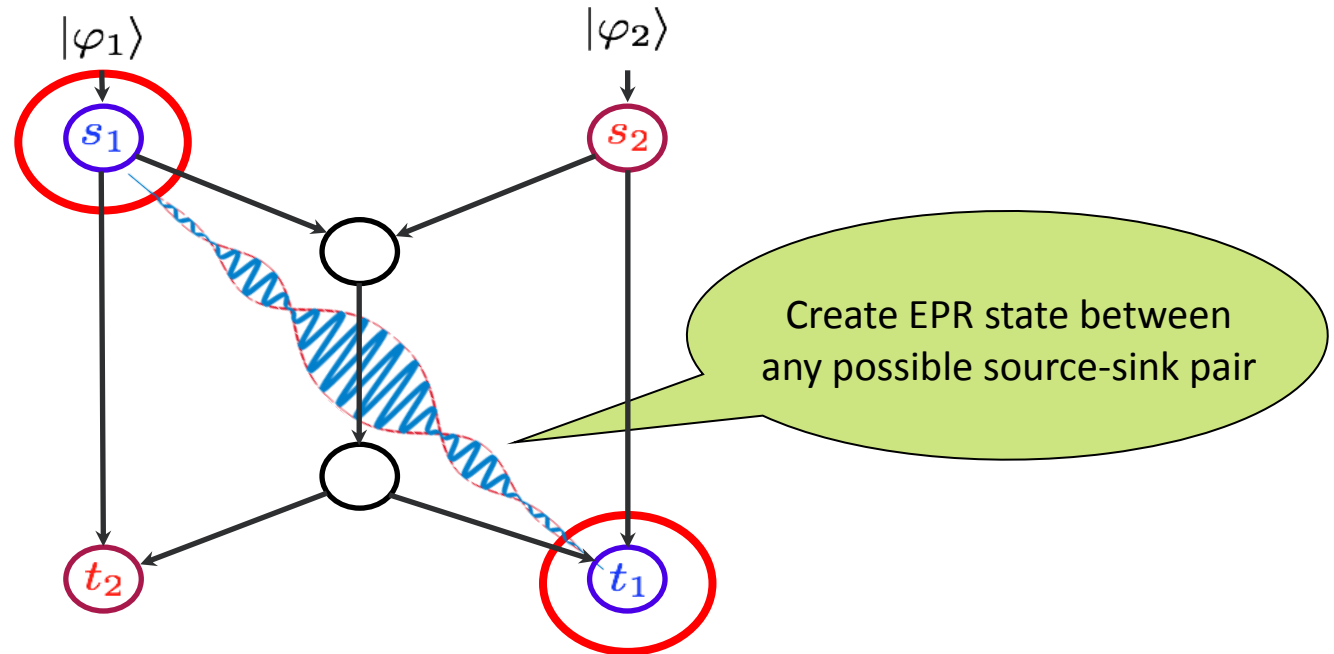 |φ₁⟩
|φ₂⟩
s₁
s₂
Create EPR state between
any possible source-sink pair
t₂
t₁